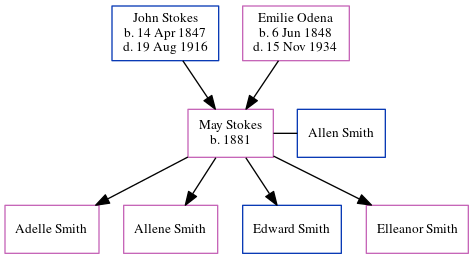 John Stokes
b. 14 Apr 1847
d. 19 Aug 1916
Emilie Odena
b. 6 Jun 1848
d. 15 Nov 1934
May Stokes
b. 1881
Allen Smith
Adelle Smith
Allene Smith
Edward Smith
Elleanor Smith